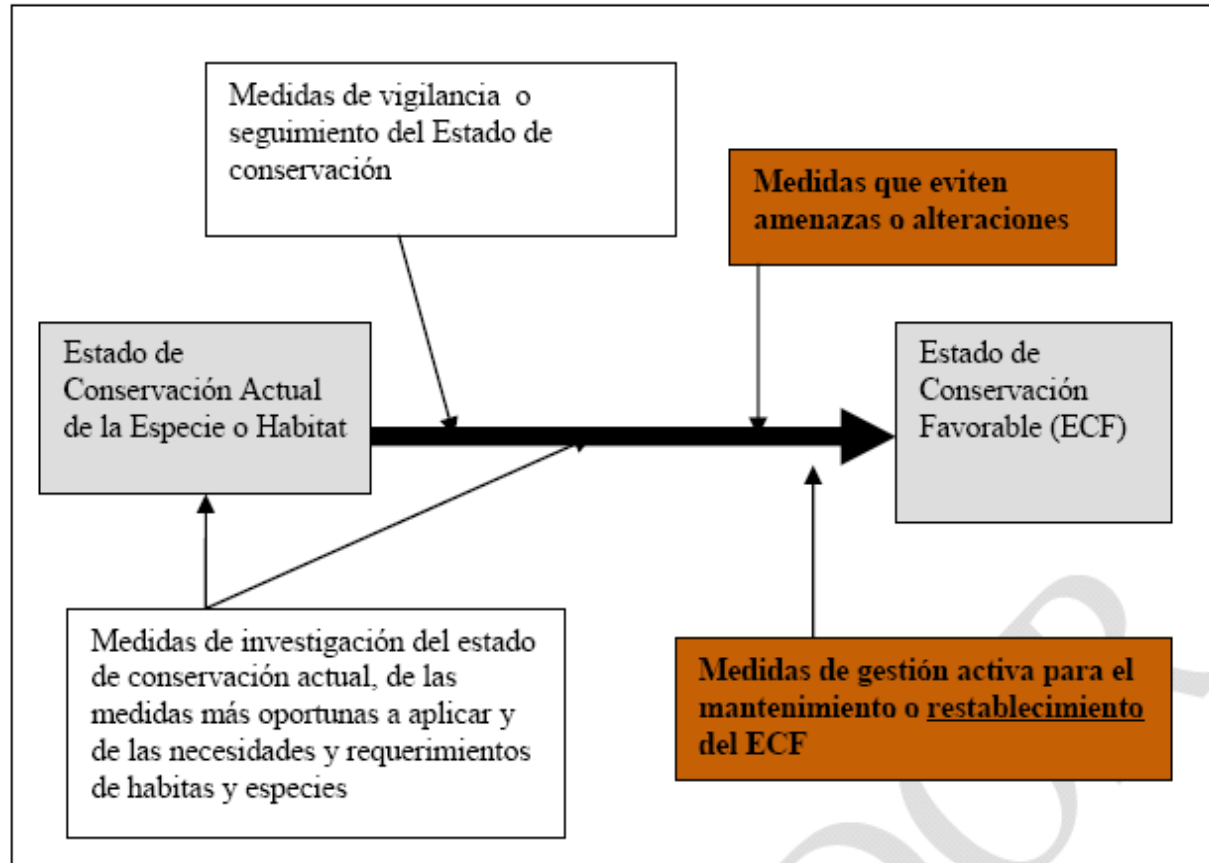 Medidas de vigilancia o
seguimiento del Estado de
conservación
Medidas que eviten
amenazas o alteraciones
Estado de
Conservación Actual
de la Especie o Habitat
Estado de
Conservación
Favorable (ECF)
Medidas de investigación del estado
de conservación actual, de las
medidas más oportunas a aplicar y
de las necesidades y requerimientos
de habitas y especies
Medidas de gestión activa para el
mantenimiento o restablecimiento
del ECF